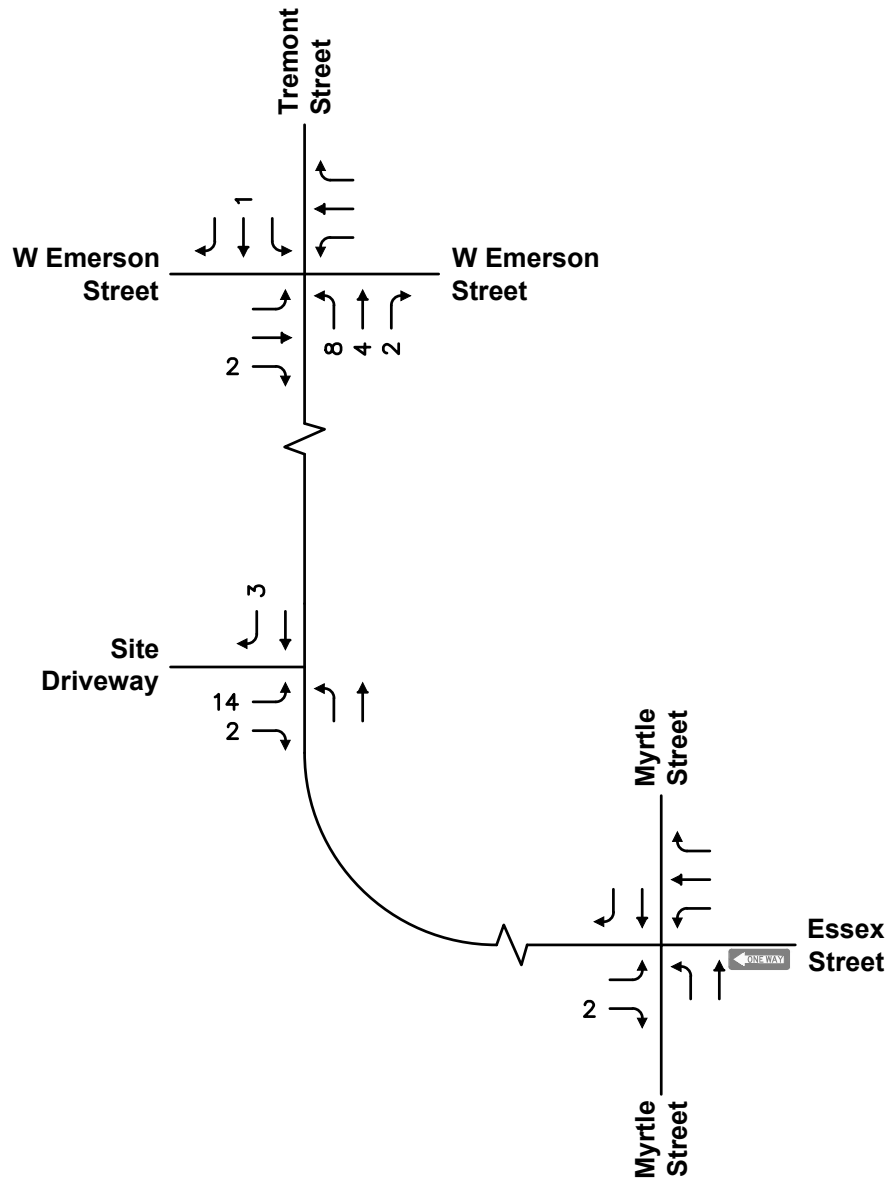 Tremont
Street
1
W Emerson
Street
W Emerson
Street
2
8
4
2
3
Site
Driveway
14
2
Myrtle
Street
Essex
Street
ONE WAY
2
Myrtle
Street